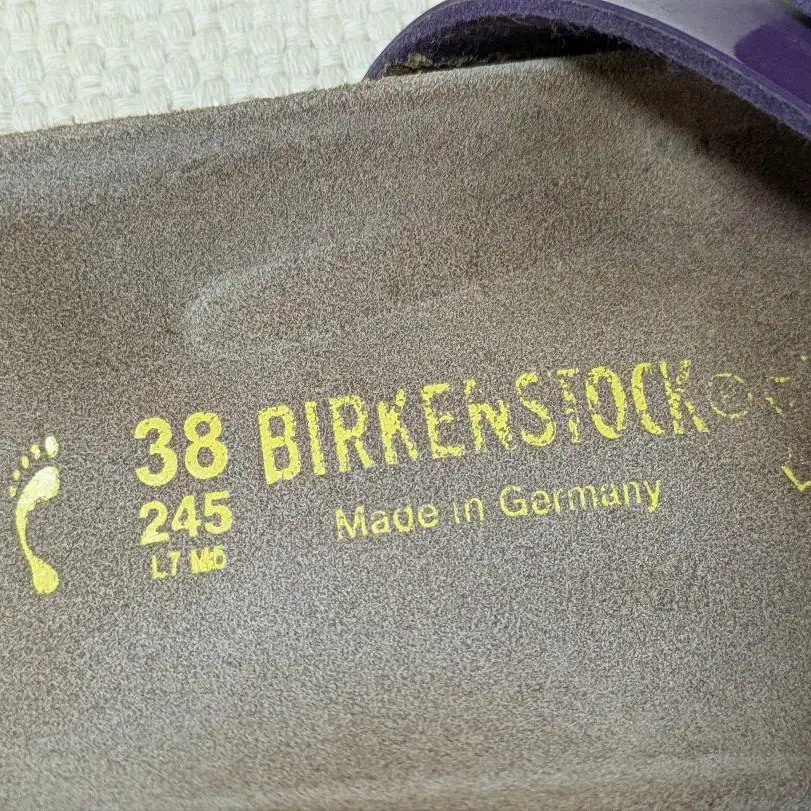 38 BIRKENSTOCK
245 Made in Germany
L7 M5